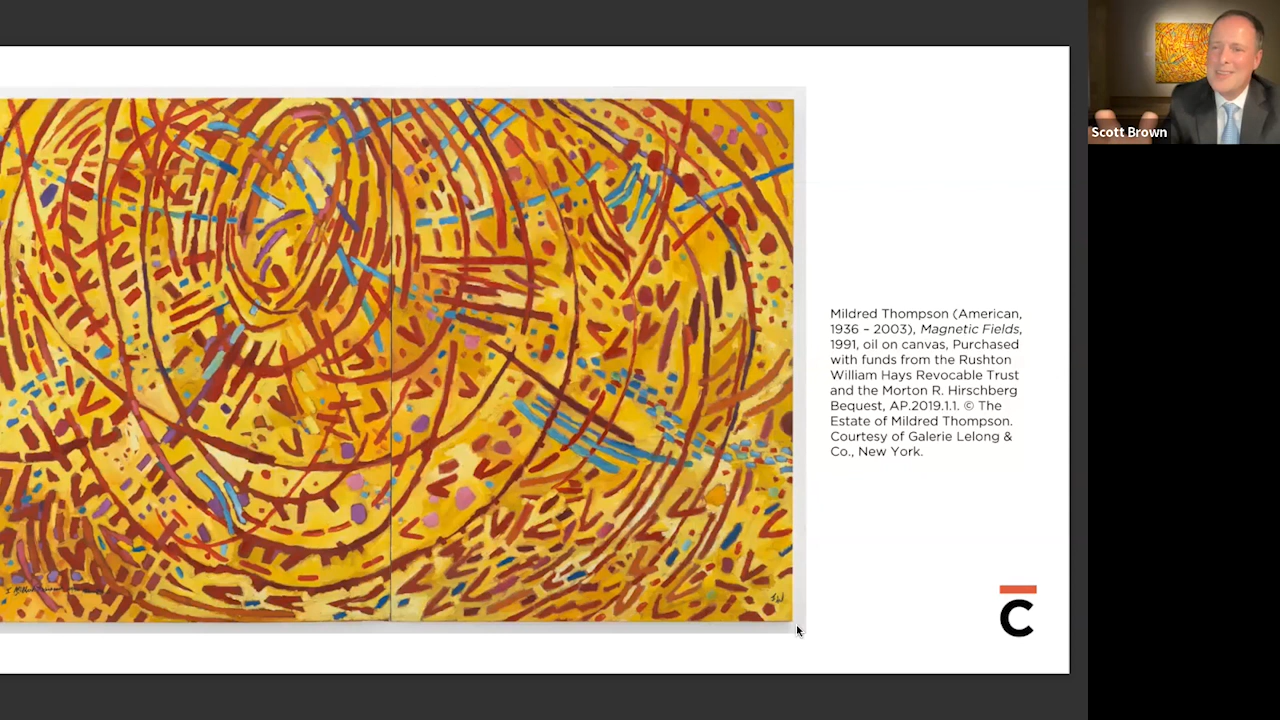 Scott Brown
Mildred Thompson (American,
1936 – 2003), Magnetic Fields,
1991, oil on canvas, Purchased
with funds from the Rushton
William Hays Revocable Trust
and the Morton R. Hirschberg
Bequest, AP.2019.1.1. © The
Estate of Mildred Thompson.
Courtesy of Galerie Lelong &
Co., New York.
C